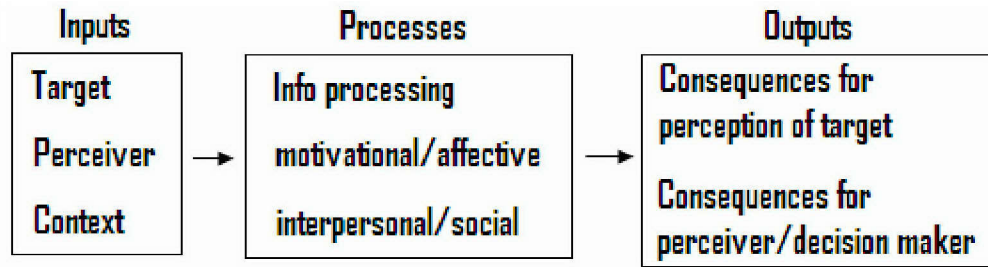 Inputs
Target
Perceiver
Context
Processes
Info processing
motivational/affective
interpersonal/social
Outputs
Consequences for
perception of target
Consequences for
perceiver/decision maker